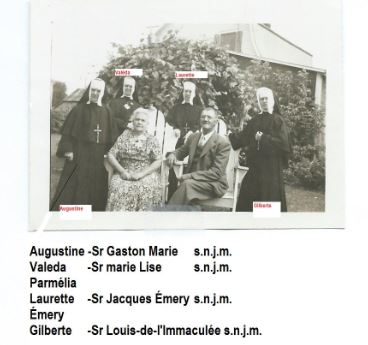 Valéda
Laurette
Augustine
Gilberte
Augustine -Sr Gaston Marie s.n.j.m.
Valeda -Sr marie Lise s.n.j.m.
Parmélia
Laurette -Sr Jacques Émery s.n.j.m.
Émery
Gilberte -Sr Louis-de-l'Immaculée s.n.j.m.